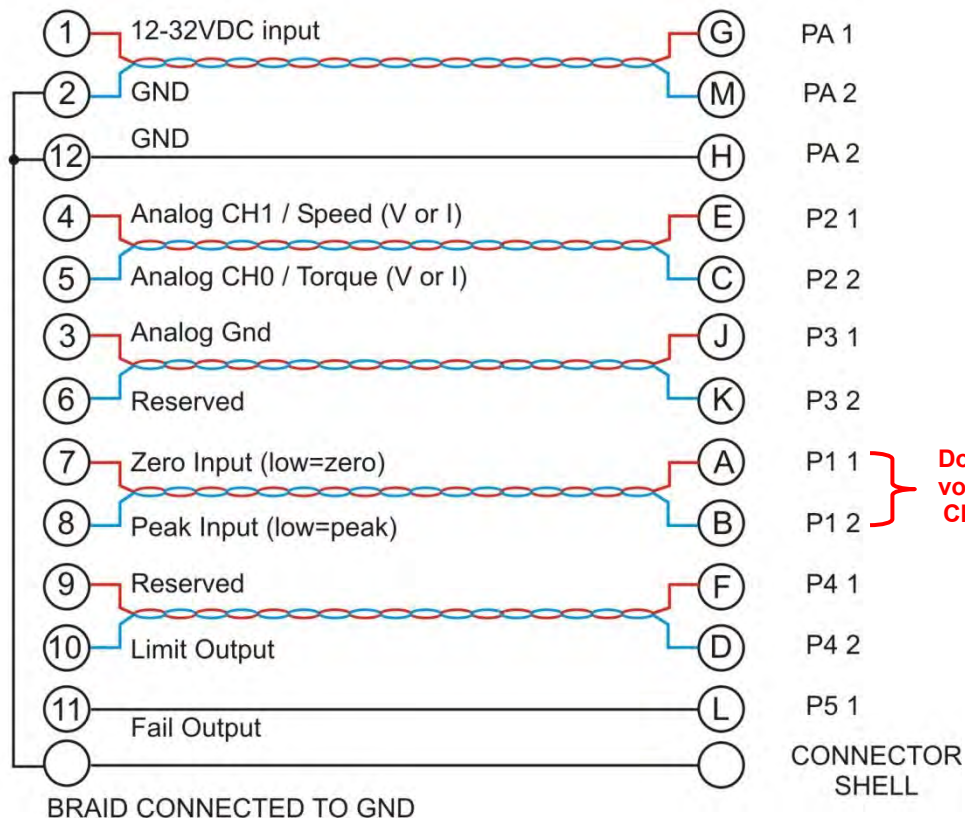 1 12-32VDC input G PA 1
2 GND M PA 2
GND
12 H PA 2
4 Analog CH1 / Speed (V or I) E P2 1
5 Analog CH0 / Torque (V or I) C P2 2
3 Analog Gnd J P3 1
6 Reserved K P3 2
7 Zero Input (low=zero) A P1 1
8 Peak Input (low=peak) B P1 2
9 Reserved F P4 1
10 Limit Output D P4 2
11 L P5 1
Fail Output
CONNECTOR
SHELL
BRAID CONNECTED TO GND